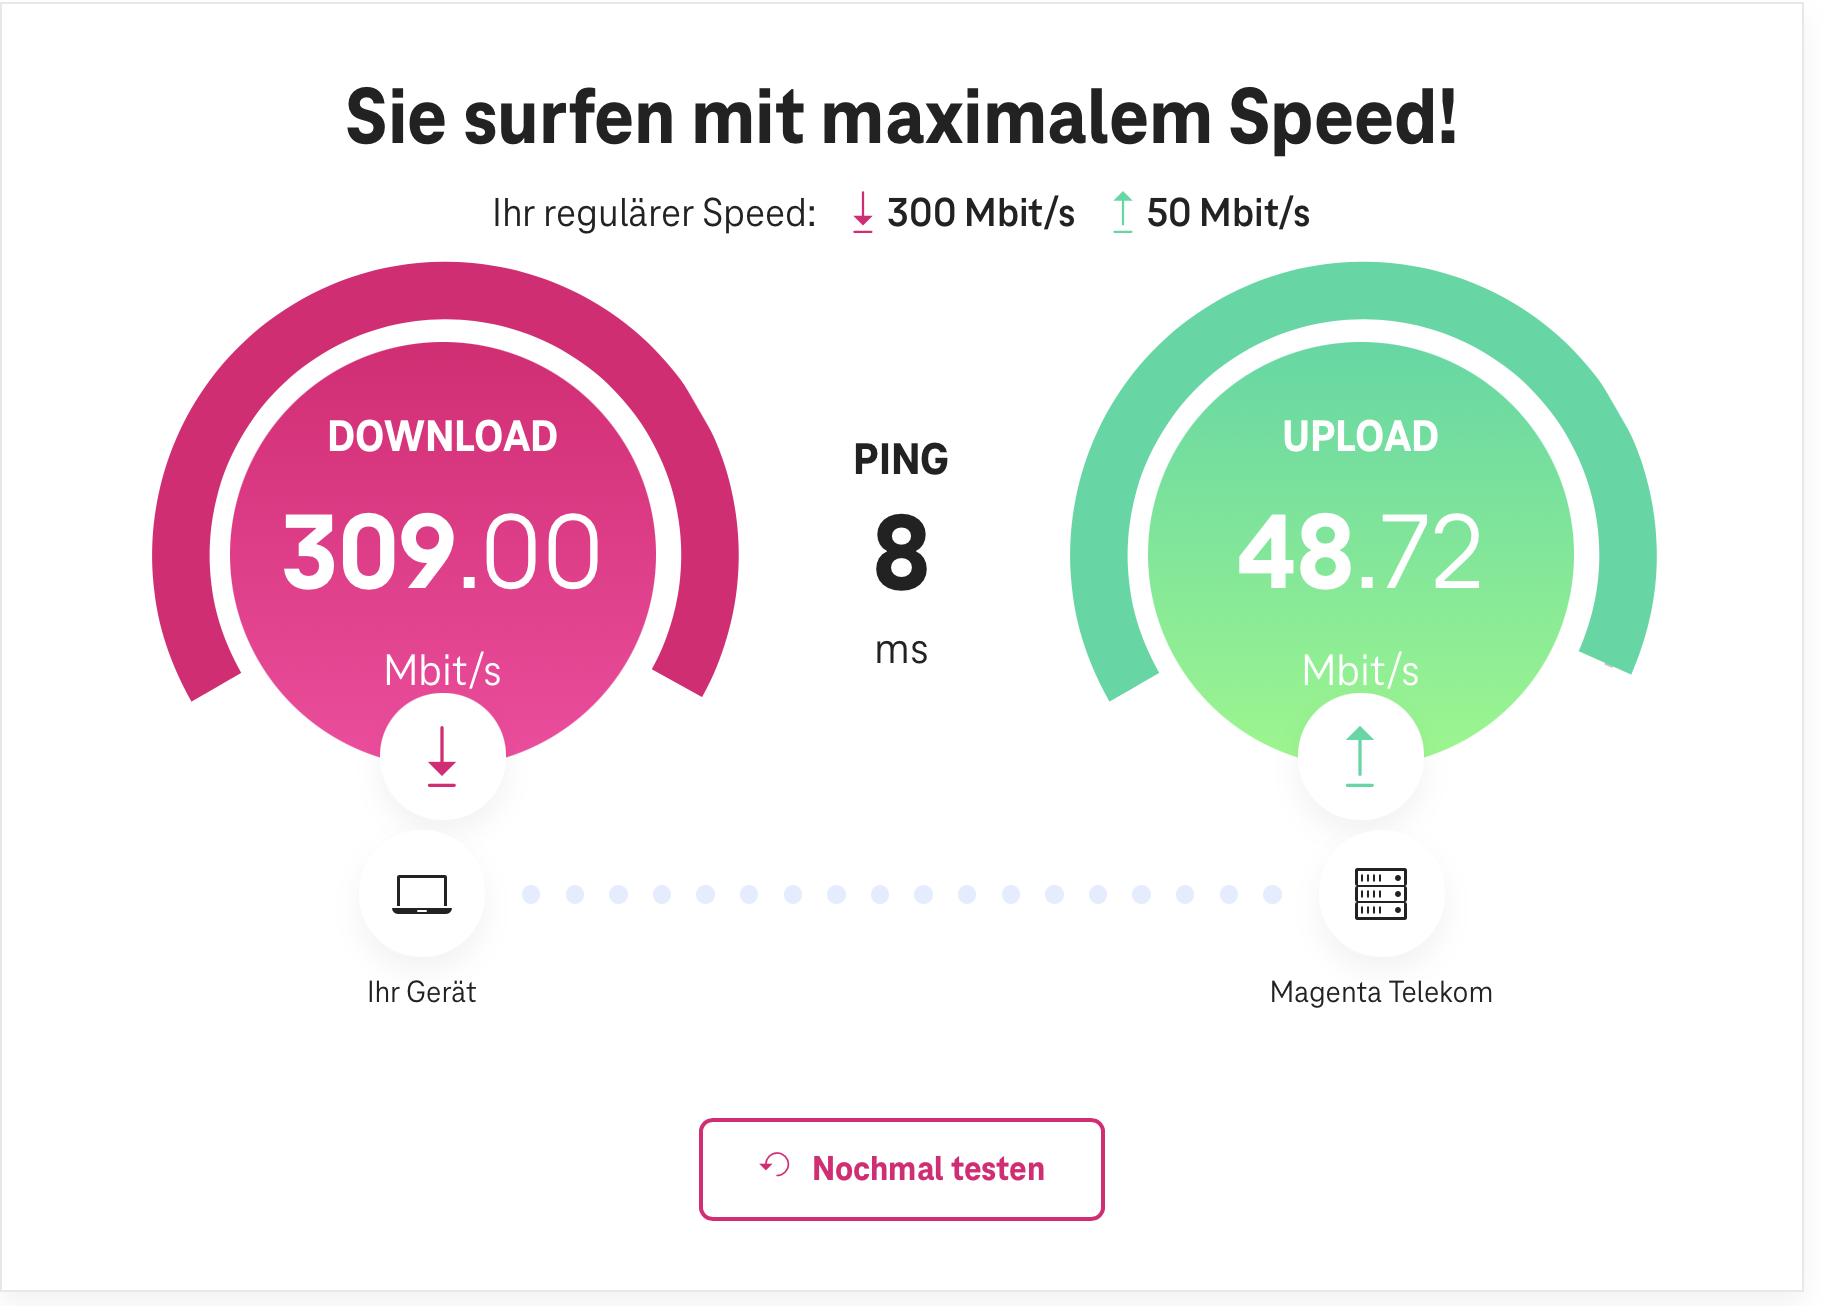 Sie surfen mit maximalem Speed!
Ihr regulärer Speed: 300 Mbit/s 50 Mbit/s
DOWNLOAD
309.00
Mbit/s
PING
8
ms
UPLOAD
48.72
Mbit/s
Ihr Gerät
Magenta Telekom
Nochmal testen